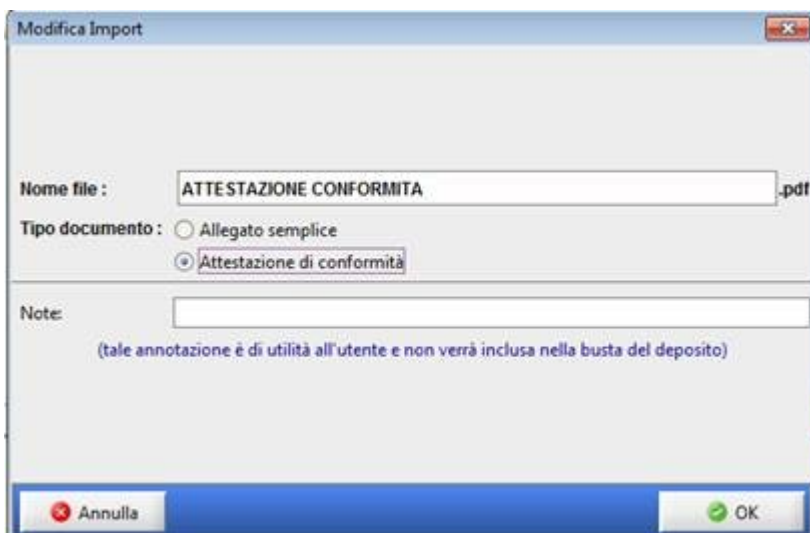 Modifica Import
Nome file : ATTESTAZIONE CONFORMITA .pdf
Tipo documento : Allegato semplice
Attestazione di conformità
Note:
(tale annotazione è di utilità all'utente e non verrà inclusa nella busta del deposito)
Annulla OK